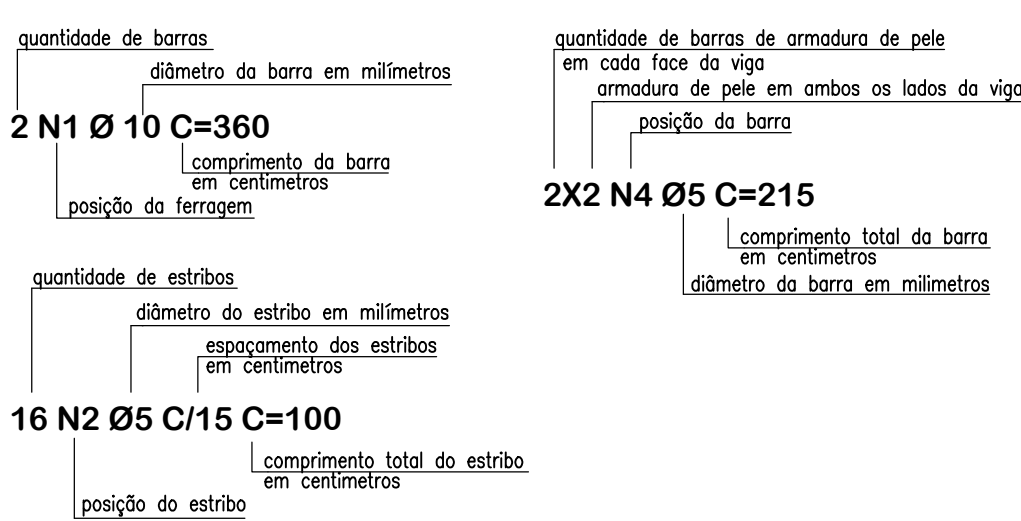 quantidade de barras
diâmetro da barra em milímetros
2 N1 Ø 10 C=360
comprimento da barra
em centimetros
posição da ferragem
quantidade de barras de armadura de pele
em cada face da viga
armadura de pele em ambos os lados da viga
posição da barra
2X2 N4 Ø5 C=215
comprimento total da barra
em centimetros
diâmetro da barra em milimetros
quantidade de estribos
diâmetro do estribo em milímetros
espaçamento dos estribos
em centimetros
16 N2 Ø5 C/15 C=100
comprimento total do estribo
em centimetros
posição do estribo